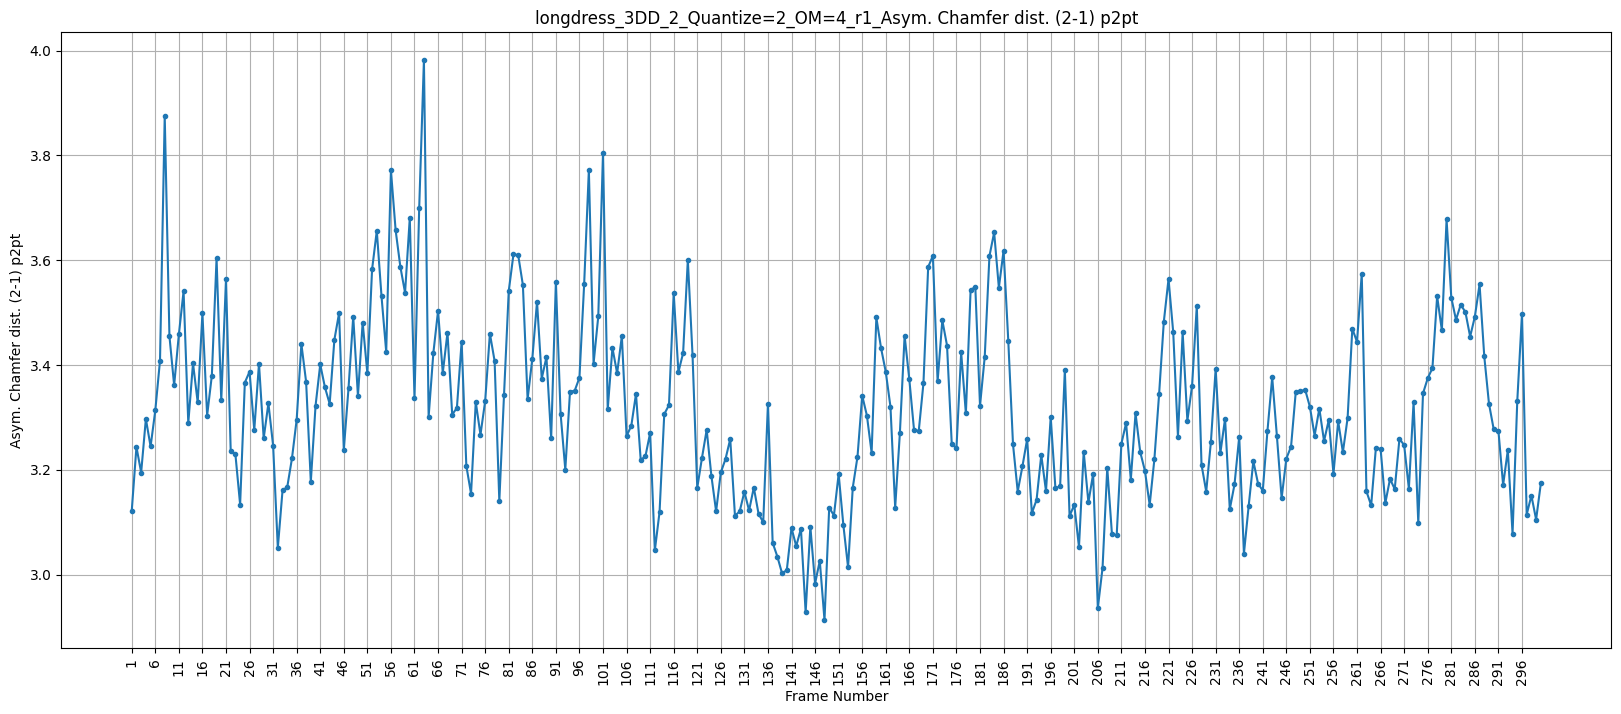 longdress_3DD_2_Quantize=2_OM=4_r1_Asym. Chamfer dist. (2-1) p2pt
Asym. Chamfer dist. (2-1) p2pt
4.0
3.8
3.6
3.4
3.2
3.0
1 6 11 16 21 26 31 36 41 46 51 56 61 66 71 76 81 86 91 96 101 106 111 116 121 126 131 136 141 146 151 156 161 166 171 176 181 186 191 196 201 206 211 216 221 226 231 236 241 246 251 256 261 266 271 276 281 286 291 296
Frame Number